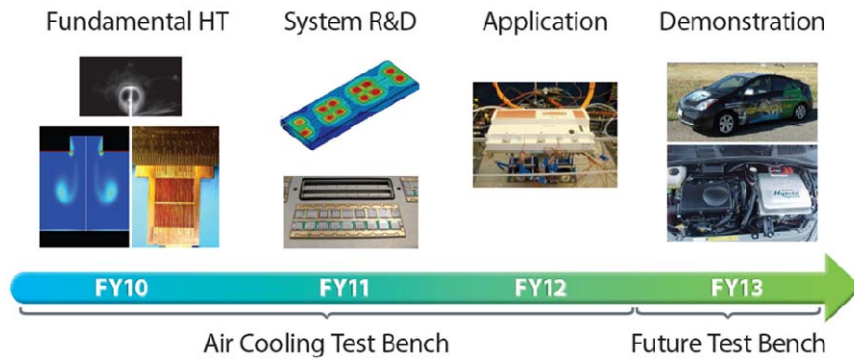 Fundamental HT
System R&D
Application
Demonstration
FY10
FY11
FY12
FY13
Air Cooling Test Bench
Future Test Bench